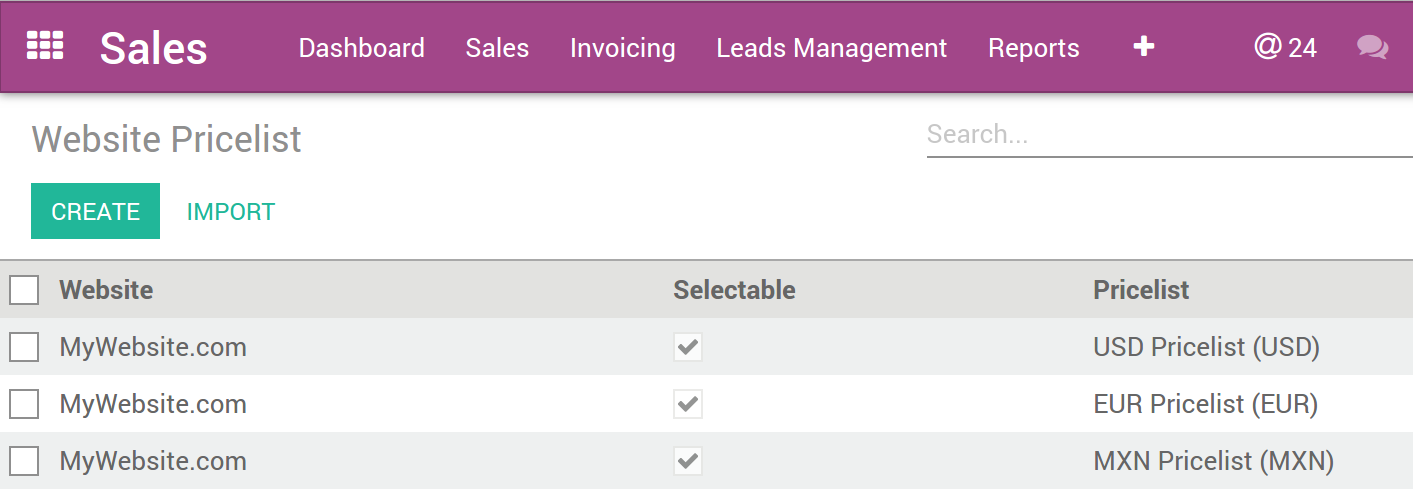 Sales Dashboard Sales Invoicing Leads Management Reports @ 24
Website Pricelist Search...
CREATE IMPORT
Website Selectable Pricelist
MyWebsite.com USD Pricelist (USD)
MyWebsite.com EUR Pricelist (EUR)
MyWebsite.com MXN Pricelist (MXN)